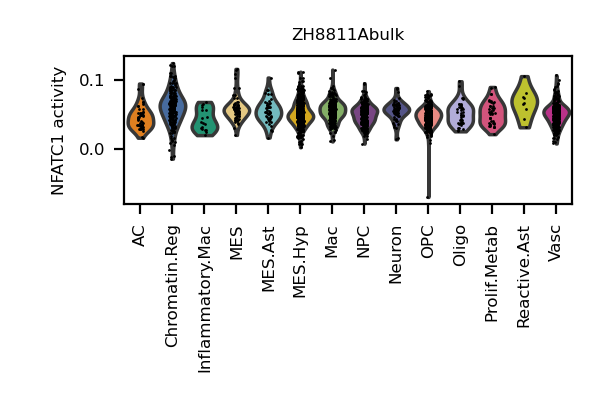 ZH8811Abulk
NFATC1 activity
0.1
0.0
AC
Chromatin.Reg
Inflammatory.Mac
MES
MES.Ast
MES.Hyp
Mac
NPC
Neuron
OPC
Oligo
Prolif.Metab
Reactive.Ast
Vasc